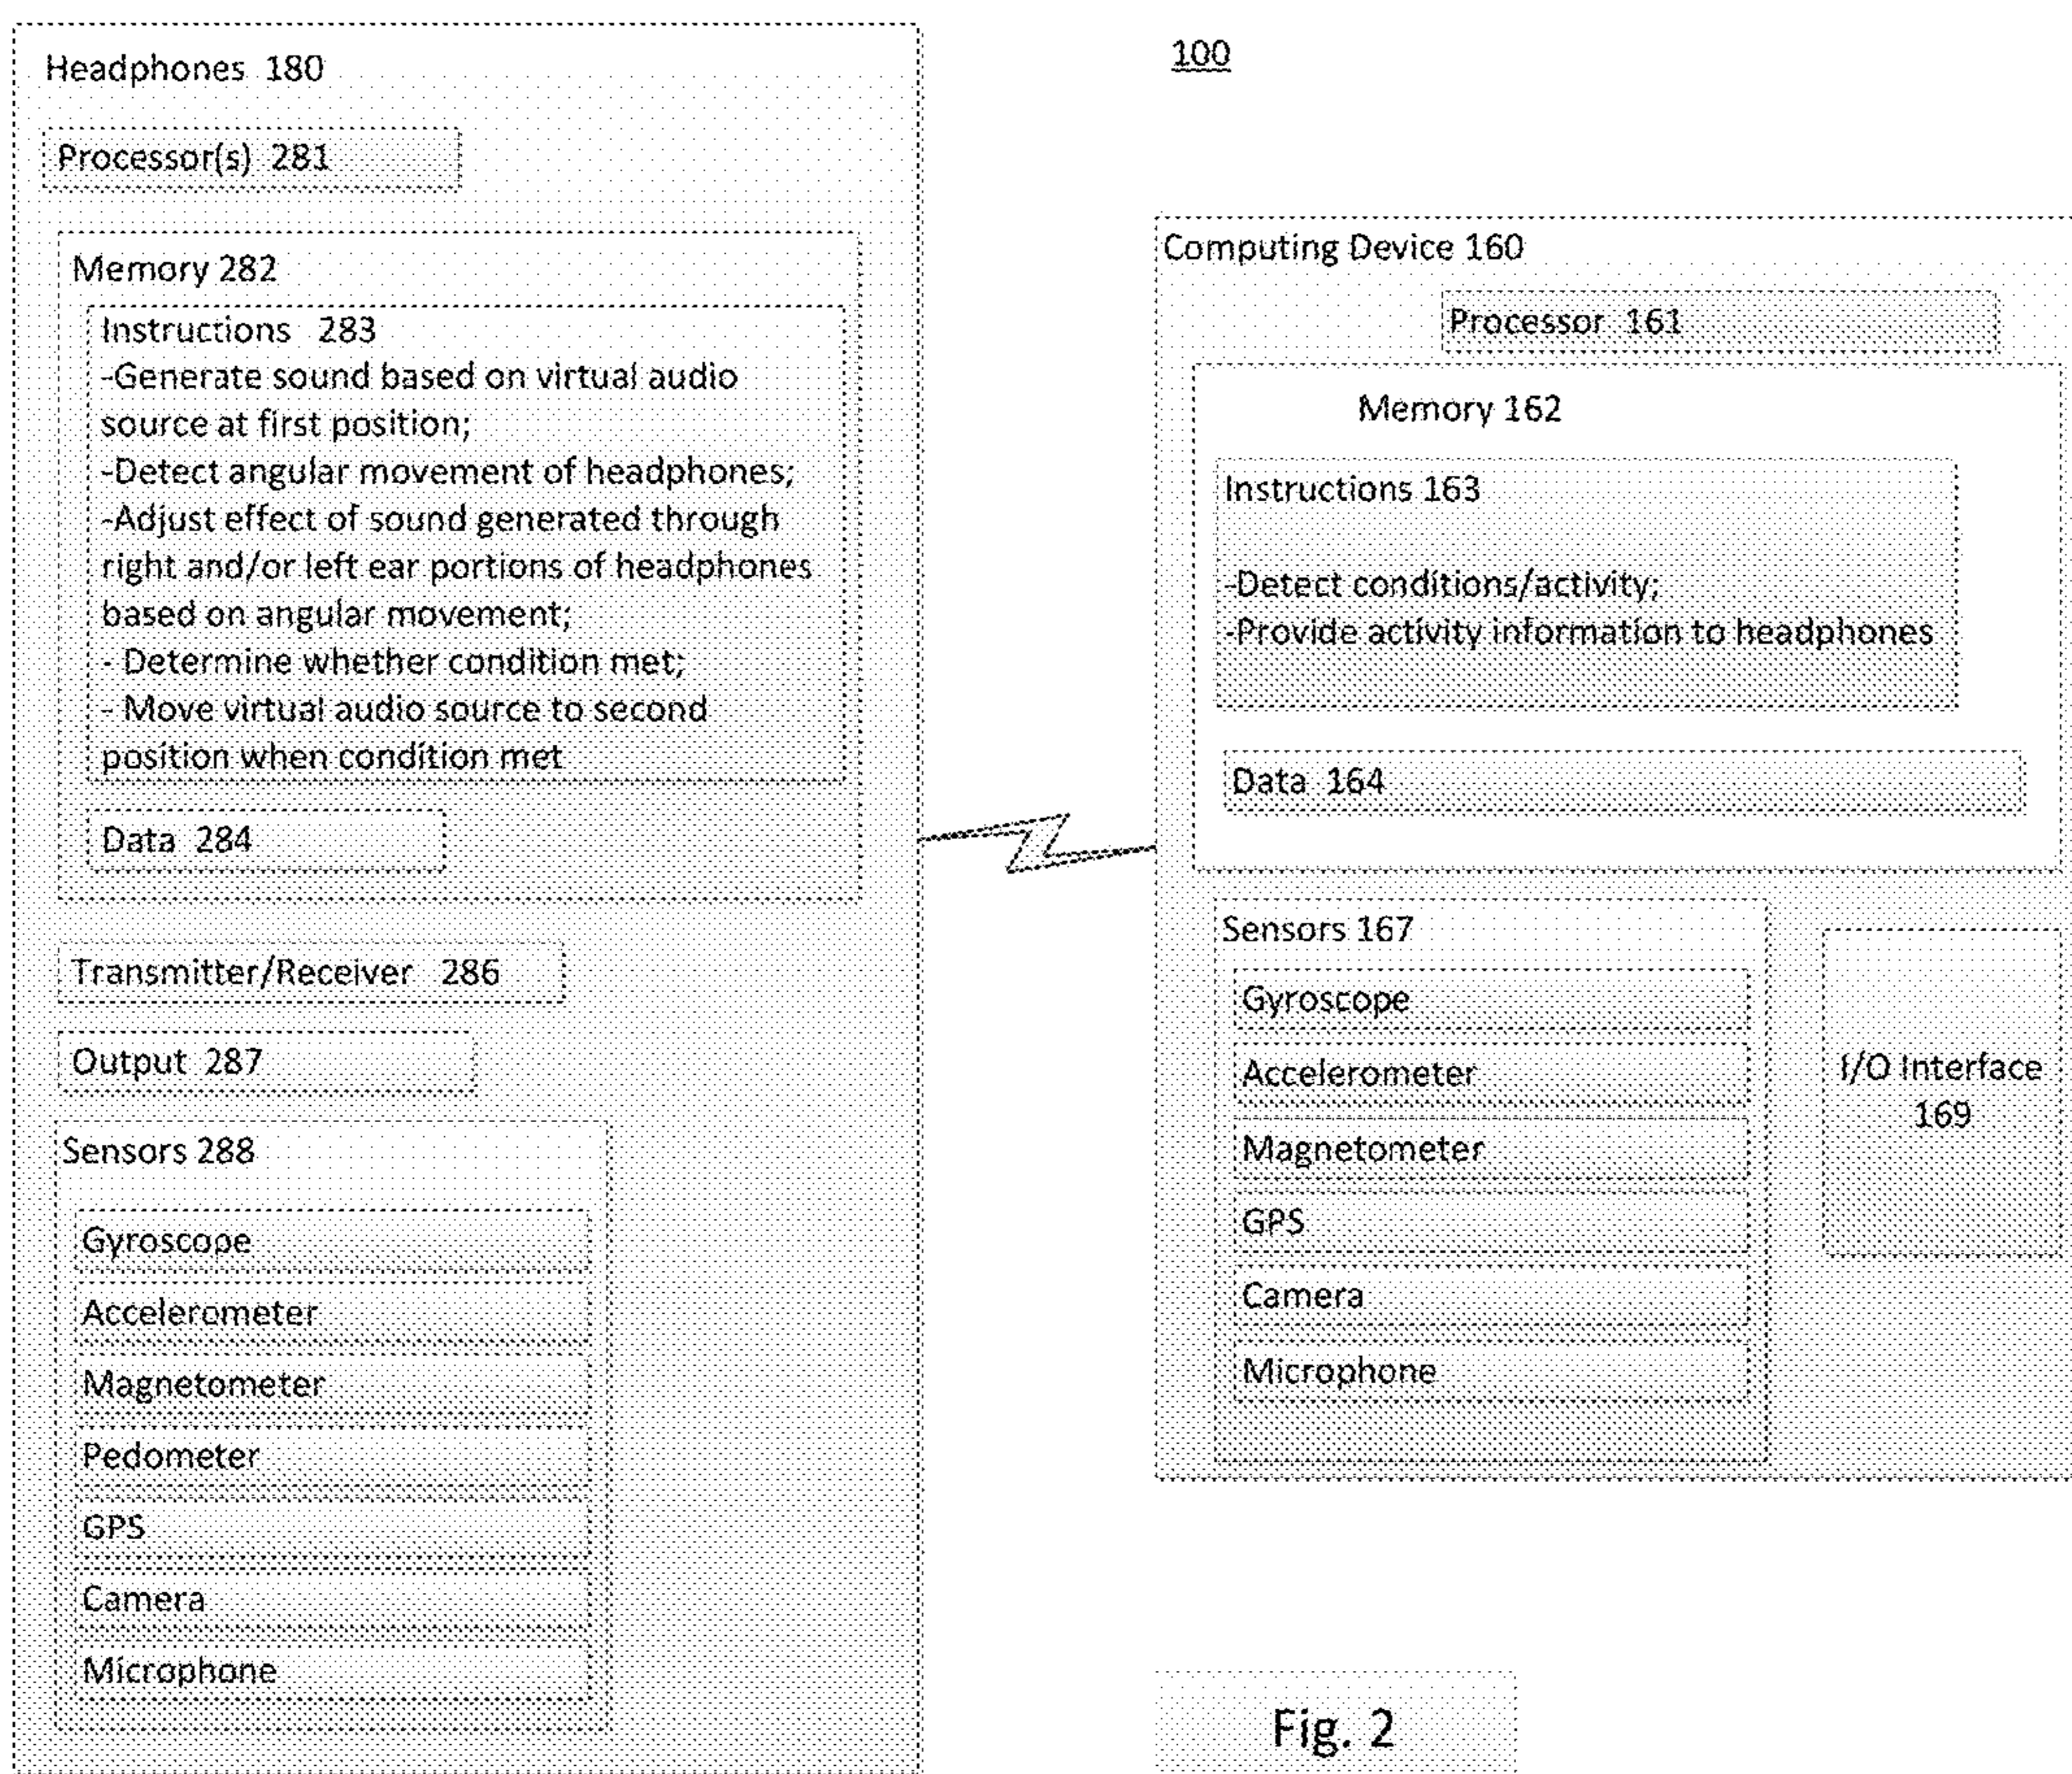 Headphones 180
Processor(s) 281
Memory 282
Instructions 283
-Generate sound based on virtual audio
source at first position;
-Detect angular movement of headphones;
-Adjust effect of sound generated through
right and/or left ear portions of headphones
based on angular movement;
- Determine whether condition met;
- Move virtual audio source to second
position when condition met
Data 284
Transmitter/Receiver 286
Output 287
Sensors 288
Gyroscope
Accelerometer
Magnetometer
Pedometer
GPS
Camera
Microphone
100
Computing Device 160
Processor 161
Memory 162
Instructions 163
-Detect conditions/activity;
-Provide activity information to headphones
Data 164
Sensors 167
Gyroscope
Accelerometer
Magnetometer
GPS
Camera
Microphone
I/O Interface
169
Fig. 2